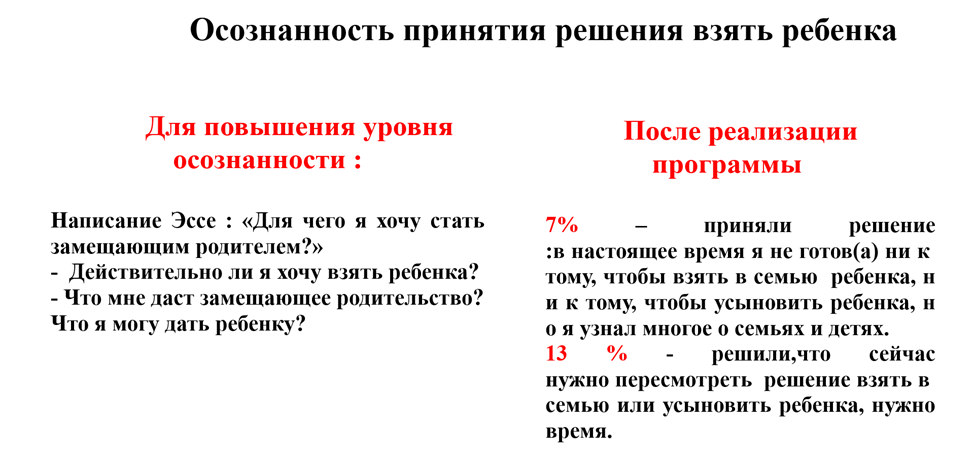 Осознанность принятия решения взять ребенка
Для повышения уровня
осознанности :
Написание Эссе : «Для чего я хочу стать
замещающим родителем?»
- Действительно ли я хочу взять ребенка?
- Что мне даст замещающее родительство?
Что я могу дать ребенку?
После реализации
программы
7% – приняли решение
:в настоящее время я не готов(а) ни к
тому, чтобы взять в семью ребенка, н
и к тому, чтобы усыновить ребенка, н
о я узнал многое о семьях и детях.
13 % - решили,что сейчас
нужно пересмотреть решение взять в
семью или усыновить ребенка, нужно
время.